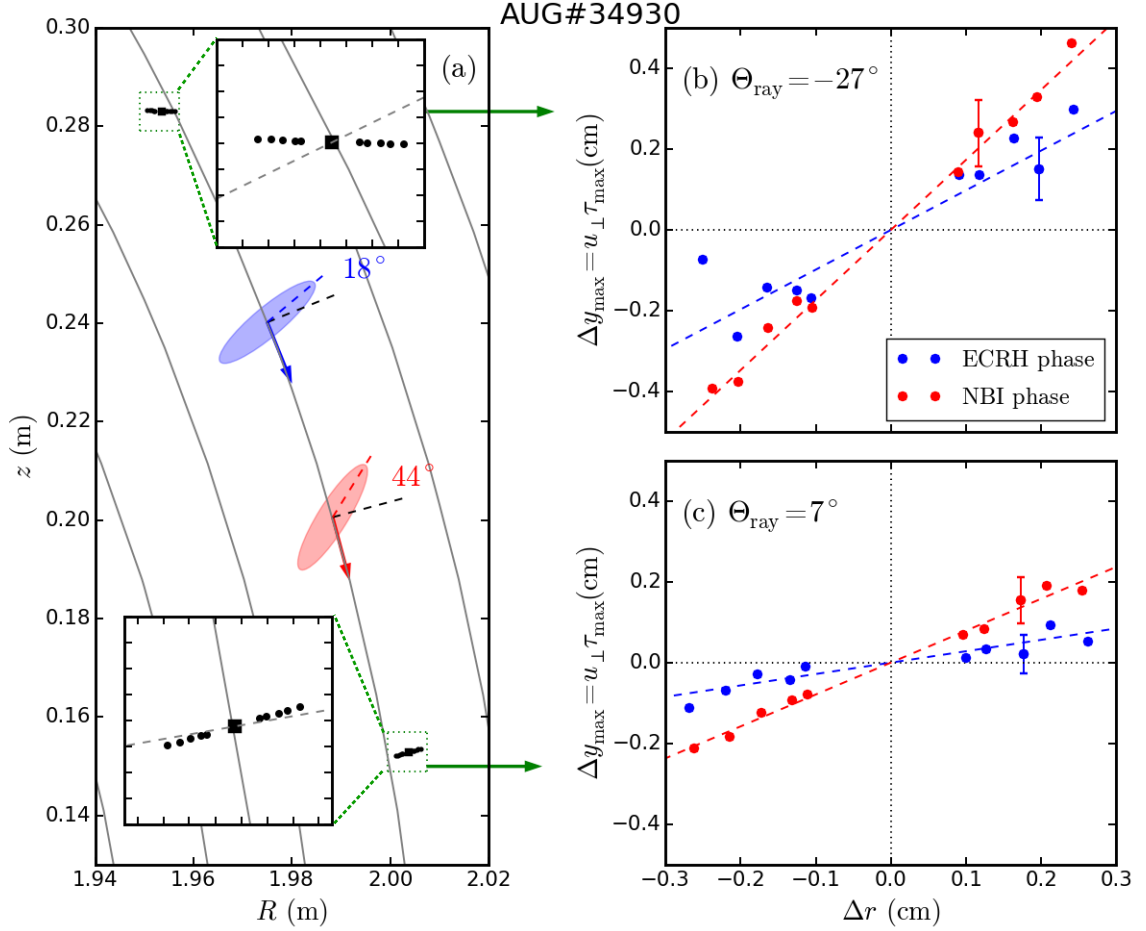 AUG#34930
0.30
0.28
0.26
0.24
0.22
0.20
0.18
0.16
0.14
z (m)
1.94 1.96 1.98 2.00 2.02
R (m)
(a)
18°
44°
(b) Θray = −27°
0.4
0.2
0.0
−0.2
−0.4
Δymax = u⊥τmax(cm)
ECRH phase
NBI phase
(c) Θray = 7°
0.4
0.2
0.0
−0.2
−0.4
Δymax = u⊥τmax(cm)
−0.3 −0.2 −0.1 0.0 0.1 0.2 0.3
Δr (cm)